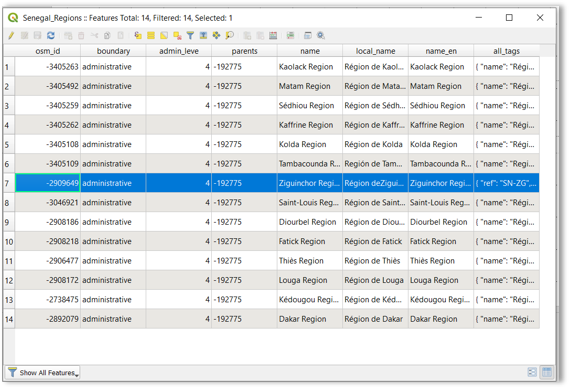 Senegal_Regions :: Features Total: 14, Filtered: 14, Selected: 1
osm_id boundary admin_leve parents name local_name name_en all_tags
1 -3405263 administrative 4 -192775 Kaolack Region Région de Kaol... Kaolack Region { "name": "Régi...
2 -3405492 administrative 4 -192775 Matam Region Région de Mata... Matam Region { "name": "Régi...
3 -3405259 administrative 4 -192775 Sédhiou Region Région de Sédh... Sédhiou Region { "name": "Régi...
4 -3405262 administrative 4 -192775 Kaffrine Region Région de Kaffr... Kaffrine Region { "name": "Régi...
5 -3405108 administrative 4 -192775 Kolda Region Région de Kolda Kolda Region { "name": "Régi...
6 -3405109 administrative 4 -192775 Tambacounda R... Région de Tam... Tambacounda R... { "name": "Régi...
7 -2909649 administrative 4 -192775 Ziguinchor Regi... Région deZigui... Ziguinchor Regi... { "ref": "SN-ZG",...
8 -3046921 administrative 4 -192775 Saint-Louis Reg... Région de Saint... Saint-Louis Reg... { "name": "Régi...
9 -2908186 administrative 4 -192775 Diourbel Region Région de Diou... Diourbel Region { "name": "Régi...
10 -2908218 administrative 4 -192775 Fatick Region Région de Fatick Fatick Region { "name": "Régi...
11 -2906477 administrative 4 -192775 Thiès Region Région de Thiès Thiès Region { "name": "Régi...
12 -2908172 administrative 4 -192775 Louga Region Région de Louga Louga Region { "name": "Régi...
13 -2738475 administrative 4 -192775 Kédougou Reg... Région de Kéd... Kédougou Reg... { "name": "Régi...
14 -2892079 administrative 4 -192775 Dakar Region Région de Dakar Dakar Region { "name": "Régi...
Show All Features